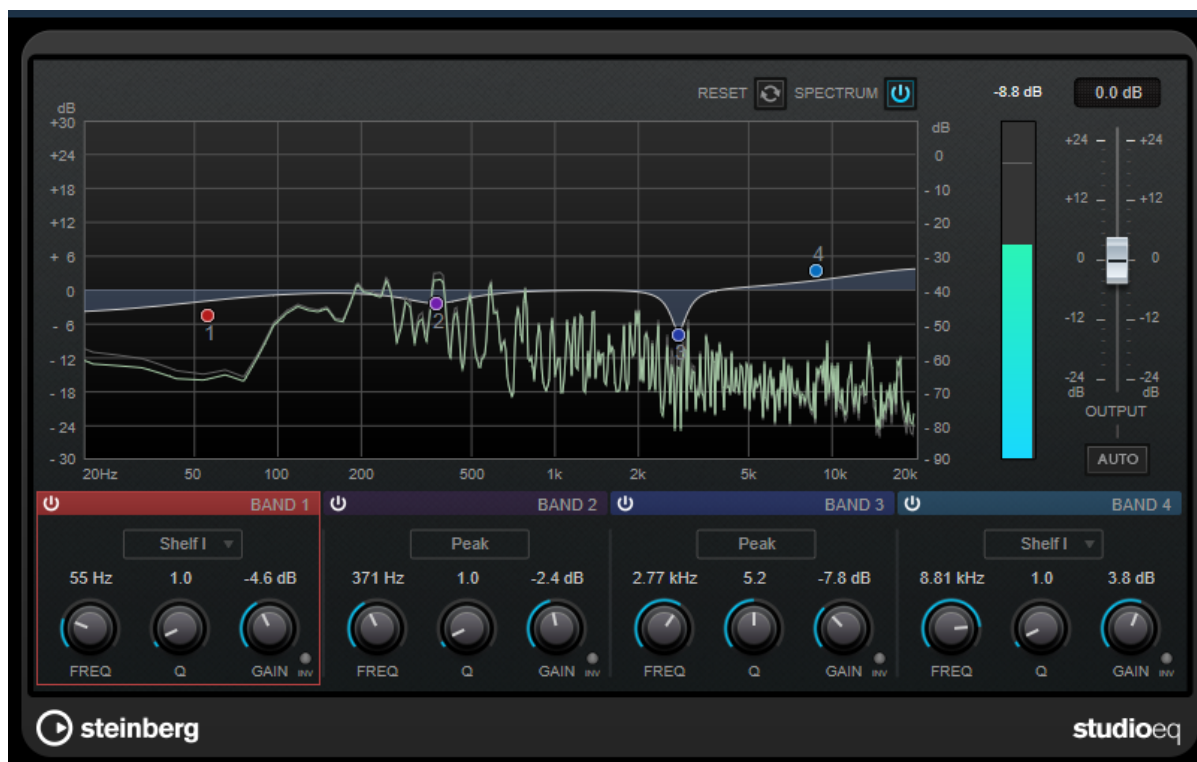 RESET SPECTRUM -8.8 dB 0.0 dB
dB
+30
+24
+18
+12
+ 6
0
- 6
- 12
- 18
- 24
- 30
1
2
3
4
dB
0
- 10
- 20
- 30
- 40
- 50
- 60
- 70
- 80
- 90
20Hz 50 100 200 500 1k 2k 5k 10k 20k
+24 +24
+12 +12
0 0
-12 -12
-24 -24
dB dB
OUTPUT
AUTO
BAND 1 BAND 2 BAND 3 BAND 4
Shelf I Peak Peak Shelf I
55 Hz 1.0 -4.6 dB 371 Hz 1.0 -2.4 dB 2.77 kHz 5.2 -7.8 dB 8.81 kHz 1.0 3.8 dB
FREQ Q GAIN INV FREQ Q GAIN INV FREQ Q GAIN INV FREQ Q GAIN INV
steinberg studioeq